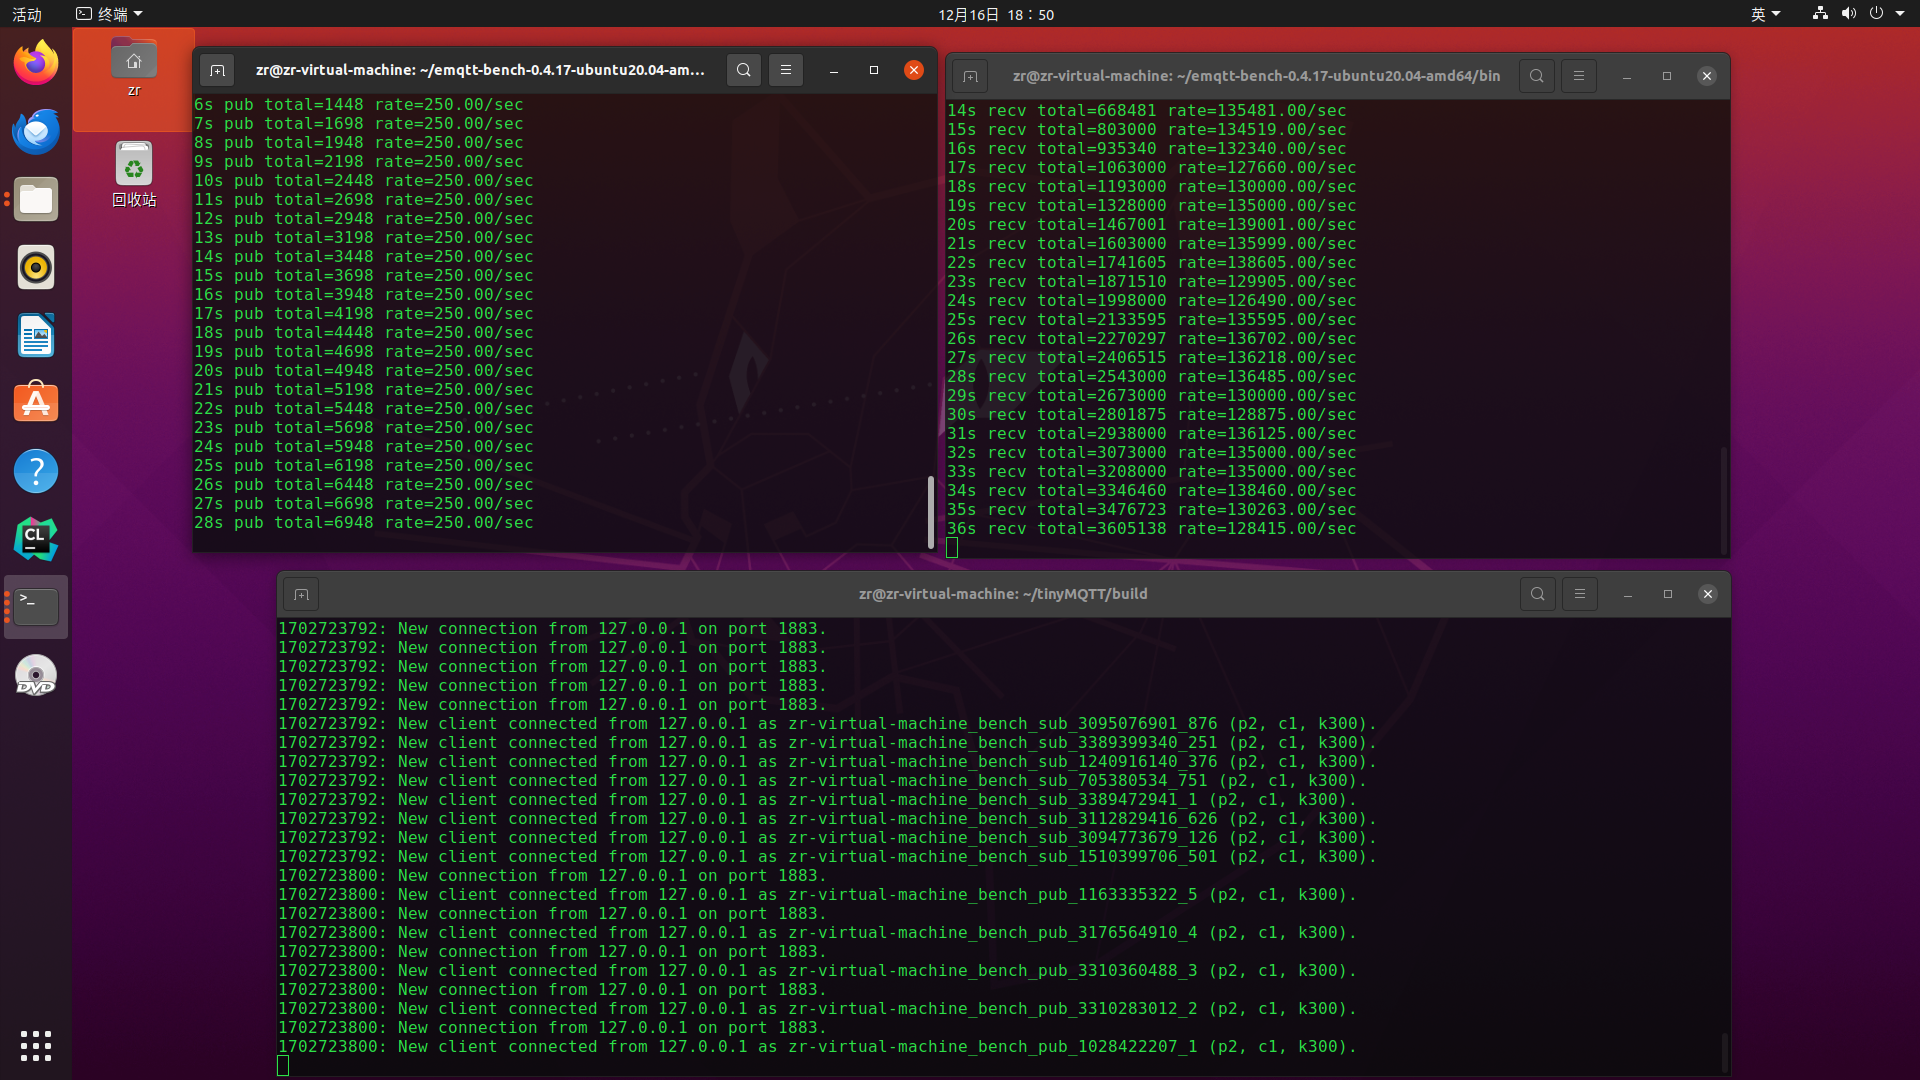 活动
终端
12月16日 18：50
英
zr
回收站
zr@zr-virtual-machine: ~/emqtt-bench-0.4.17-ubuntu20.04-am…
6s pub total=1448 rate=250.00/sec
7s pub total=1698 rate=250.00/sec
8s pub total=1948 rate=250.00/sec
9s pub total=2198 rate=250.00/sec
10s pub total=2448 rate=250.00/sec
11s pub total=2698 rate=250.00/sec
12s pub total=2948 rate=250.00/sec
13s pub total=3198 rate=250.00/sec
14s pub total=3448 rate=250.00/sec
15s pub total=3698 rate=250.00/sec
16s pub total=3948 rate=250.00/sec
17s pub total=4198 rate=250.00/sec
18s pub total=4448 rate=250.00/sec
19s pub total=4698 rate=250.00/sec
20s pub total=4948 rate=250.00/sec
21s pub total=5198 rate=250.00/sec
22s pub total=5448 rate=250.00/sec
23s pub total=5698 rate=250.00/sec
24s pub total=5948 rate=250.00/sec
25s pub total=6198 rate=250.00/sec
26s pub total=6448 rate=250.00/sec
27s pub total=6698 rate=250.00/sec
28s pub total=6948 rate=250.00/sec
zr@zr-virtual-machine: ~/emqtt-bench-0.4.17-ubuntu20.04-amd64/bin
14s recv total=668481 rate=135481.00/sec
15s recv total=803000 rate=134519.00/sec
16s recv total=935340 rate=132340.00/sec
17s recv total=1063000 rate=127660.00/sec
18s recv total=1193000 rate=130000.00/sec
19s recv total=1328000 rate=135000.00/sec
20s recv total=1467001 rate=139001.00/sec
21s recv total=1603000 rate=135999.00/sec
22s recv total=1741605 rate=138605.00/sec
23s recv total=1871510 rate=129905.00/sec
24s recv total=1998000 rate=126490.00/sec
25s recv total=2133595 rate=135595.00/sec
26s recv total=2270297 rate=136702.00/sec
27s recv total=2406515 rate=136218.00/sec
28s recv total=2543000 rate=136485.00/sec
29s recv total=2673000 rate=130000.00/sec
30s recv total=2801875 rate=128875.00/sec
31s recv total=2938000 rate=136125.00/sec
32s recv total=3073000 rate=135000.00/sec
33s recv total=3208000 rate=135000.00/sec
34s recv total=3346460 rate=138460.00/sec
35s recv total=3476723 rate=130263.00/sec
36s recv total=3605138 rate=128415.00/sec
zr@zr-virtual-machine: ~/tinyMQTT/build
1702723792: New connection from 127.0.0.1 on port 1883.
1702723792: New connection from 127.0.0.1 on port 1883.
1702723792: New connection from 127.0.0.1 on port 1883.
1702723792: New connection from 127.0.0.1 on port 1883.
1702723792: New connection from 127.0.0.1 on port 1883.
1702723792: New client connected from 127.0.0.1 as zr-virtual-machine_bench_sub_3095076901_876 (p2, c1, k300).
1702723792: New client connected from 127.0.0.1 as zr-virtual-machine_bench_sub_3389399340_251 (p2, c1, k300).
1702723792: New client connected from 127.0.0.1 as zr-virtual-machine_bench_sub_1240916140_376 (p2, c1, k300).
1702723792: New client connected from 127.0.0.1 as zr-virtual-machine_bench_sub_705380534_751 (p2, c1, k300).
1702723792: New client connected from 127.0.0.1 as zr-virtual-machine_bench_sub_3389472941_1 (p2, c1, k300).
1702723792: New client connected from 127.0.0.1 as zr-virtual-machine_bench_sub_3112829416_626 (p2, c1, k300).
1702723792: New client connected from 127.0.0.1 as zr-virtual-machine_bench_sub_3094773679_126 (p2, c1, k300).
1702723792: New client connected from 127.0.0.1 as zr-virtual-machine_bench_sub_1510399706_501 (p2, c1, k300).
1702723800: New connection from 127.0.0.1 on port 1883.
1702723800: New client connected from 127.0.0.1 as zr-virtual-machine_bench_pub_1163335322_5 (p2, c1, k300).
1702723800: New connection from 127.0.0.1 on port 1883.
1702723800: New client connected from 127.0.0.1 as zr-virtual-machine_bench_pub_3176564910_4 (p2, c1, k300).
1702723800: New connection from 127.0.0.1 on port 1883.
1702723800: New client connected from 127.0.0.1 as zr-virtual-machine_bench_pub_3310360488_3 (p2, c1, k300).
1702723800: New connection from 127.0.0.1 on port 1883.
1702723800: New client connected from 127.0.0.1 as zr-virtual-machine_bench_pub_3310283012_2 (p2, c1, k300).
1702723800: New connection from 127.0.0.1 on port 1883.
1702723800: New client connected from 127.0.0.1 as zr-virtual-machine_bench_pub_1028422207_1 (p2, c1, k300).
CL
>_
DVD